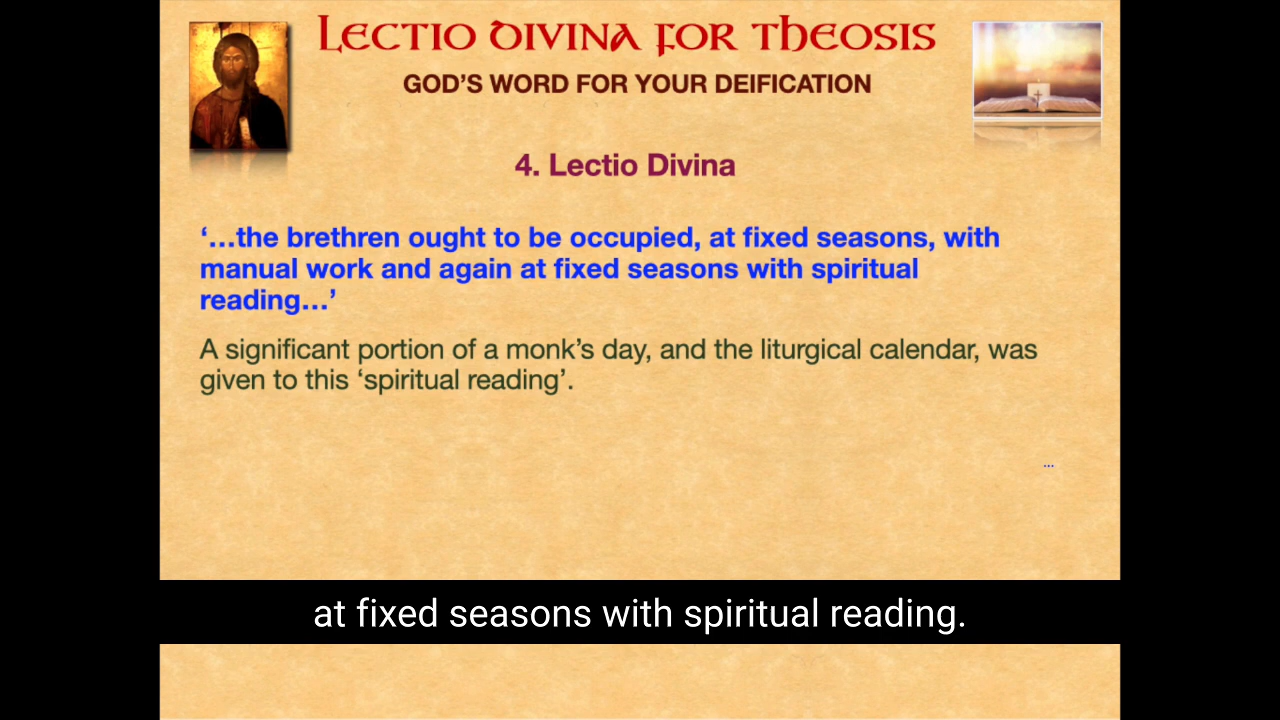 Lectio Divina for Theosis
GOD’S WORD FOR YOUR DEIFICATION
4. Lectio Divina
‘…the brethren ought to be occupied, at fixed seasons, with
manual work and again at fixed seasons with spiritual
reading…’
A significant portion of a monk’s day, and the liturgical calendar, was
given to this ‘spiritual reading’.
...
at fixed seasons with spiritual reading.